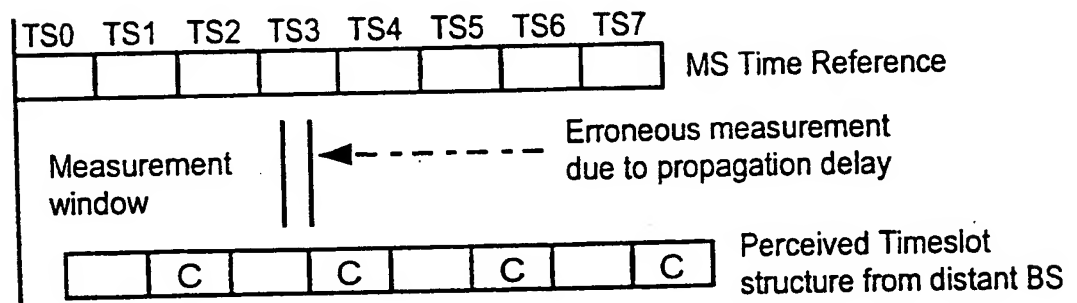 TS0 TS1 TS2 TS3 TS4 TS5 TS6 TS7
MS Time Reference
Measurement
window
Erroneous measurement
due to propagation delay
C C C C
Perceived Timeslot
structure from distant BS